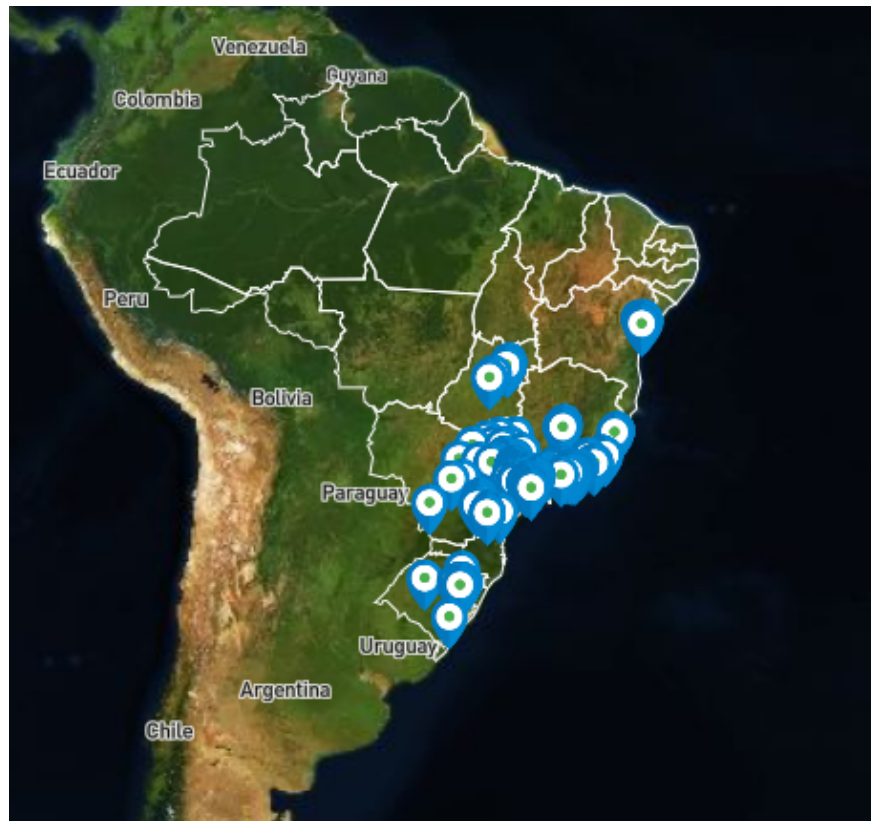 Venezuela
Guyana
Colombia
Ecuador
Peru
Bolivia
Paraguay
Uruguay
Argentina
Chile